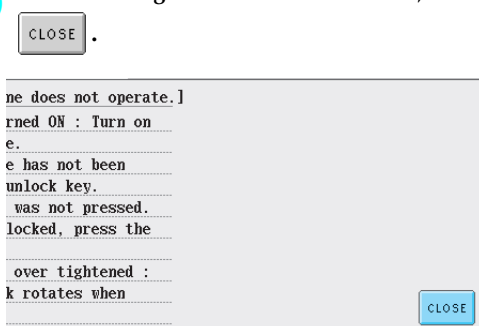 CLOSE .
ne does not operate.]
rned ON : Turn on
e.
e has not been
unlock key.
was not pressed.
locked, press the
over tightened :
k rotates when
CLOSE